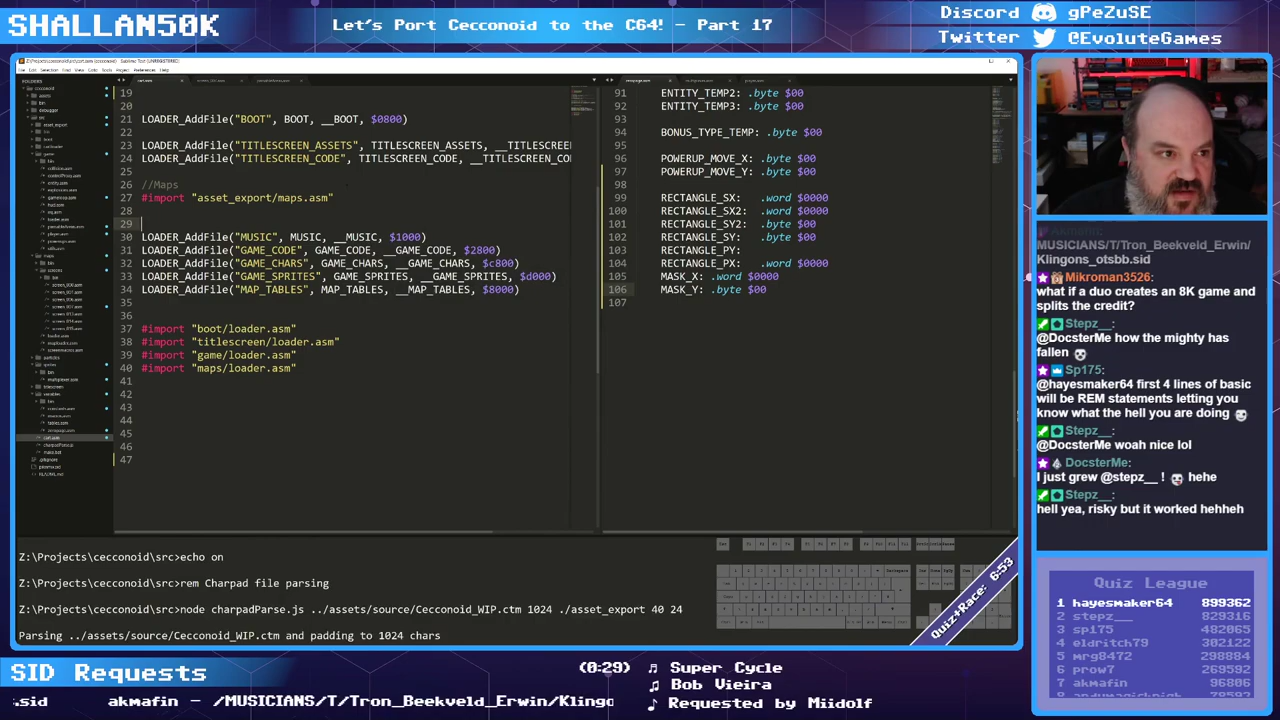 SHALLAN50K
Let's Port Cecconoid to the C64! - Part 17
Discord gPeZuSE
Twitter @EvoluteGames
19
20
21 LOADER_AddFile("BOOT", BOOT, __BOOT, $0800)
22
23 LOADER_AddFile("TITLESCREEN_ASSETS", TITLESCREEN_ASSETS, __TITLESCREE
24 LOADER_AddFile("TITLESCREEN_CODE", TITLESCREEN_CODE, __TITLESCREEN_CO
25
26 //Maps
27 #import "asset_export/maps.asm"
28
29
30 LOADER_AddFile("MUSIC", MUSIC, __MUSIC, $1000)
31 LOADER_AddFile("GAME_CODE", GAME_CODE, __GAME_CODE, $2800)
32 LOADER_AddFile("GAME_CHARS", GAME_CHARS, __GAME_CHARS, $c800)
33 LOADER_AddFile("GAME_SPRITES", GAME_SPRITES, __GAME_SPRITES, $d000)
34 LOADER_AddFile("MAP_TABLES", MAP_TABLES, __MAP_TABLES, $8000)
35
36
37 #import "boot/loader.asm"
38 #import "titlescreen/loader.asm"
39 #import "game/loader.asm"
40 #import "maps/loader.asm"
41
42
43
44
45
46
47
91 ENTITY_TEMP2: .byte $00
92 ENTITY_TEMP3: .byte $00
93
94 BONUS_TYPE_TEMP: .byte $00
95
96 POWERUP_MOVE_X: .byte $00
97 POWERUP_MOVE_Y: .byte $00
98
99 RECTANGLE_SX: .word $0000
100 RECTANGLE_SX2: .word $0000
101 RECTANGLE_SY2: .byte $00
102 RECTANGLE_SY: .byte $00
103 RECTANGLE_PY: .byte $00
104 RECTANGLE_PX: .word $0000
105 MASK_X: .word $0000
106 MASK_Y: .byte $00
107
Z:\Projects\cecconoid\src>echo on
Z:\Projects\cecconoid\src>rem Charpad file parsing
Z:\Projects\cecconoid\src>node charpadParse.js ../assets/source/Cecconoid_WIP.ctm 1024 ./asset_export 40 24
Parsing ../assets/source/Cecconoid_WIP.ctm and padding to 1024 chars
Quiz+Race: 6:53
MUSICIANS/T/Tron_Beekveld_Erwin/
Klingons_otsbb.sid
Mikroman3526:
what if a duo creates an 8K game and
splits the credit?
Stepz__:
@DocsterMe how the mighty has
fallen
Sp175:
@hayesmaker64 first 4 lines of basic
will be REM statements letting you
know what the hell you are doing
Stepz__:
@DocsterMe woah nice lol
DocsterMe:
I just grew @stepz__ ! hehe
Stepz__:
hell yea, risky but it worked hehheh
Quiz League
1 hayesmaker64 899362
2 stepz__ 829316
3 sp175 482065
4 eldritch79 302122
5 mrg8472 298884
6 prow7 269592
7 akmafin 96806
SID Requests
(0:29) Super Cycle
Bob Vieira
Requested by Miidolf
.sid akmafin - /MUSICIANS/T/Tron_Beekveld_Erwin/Klingo